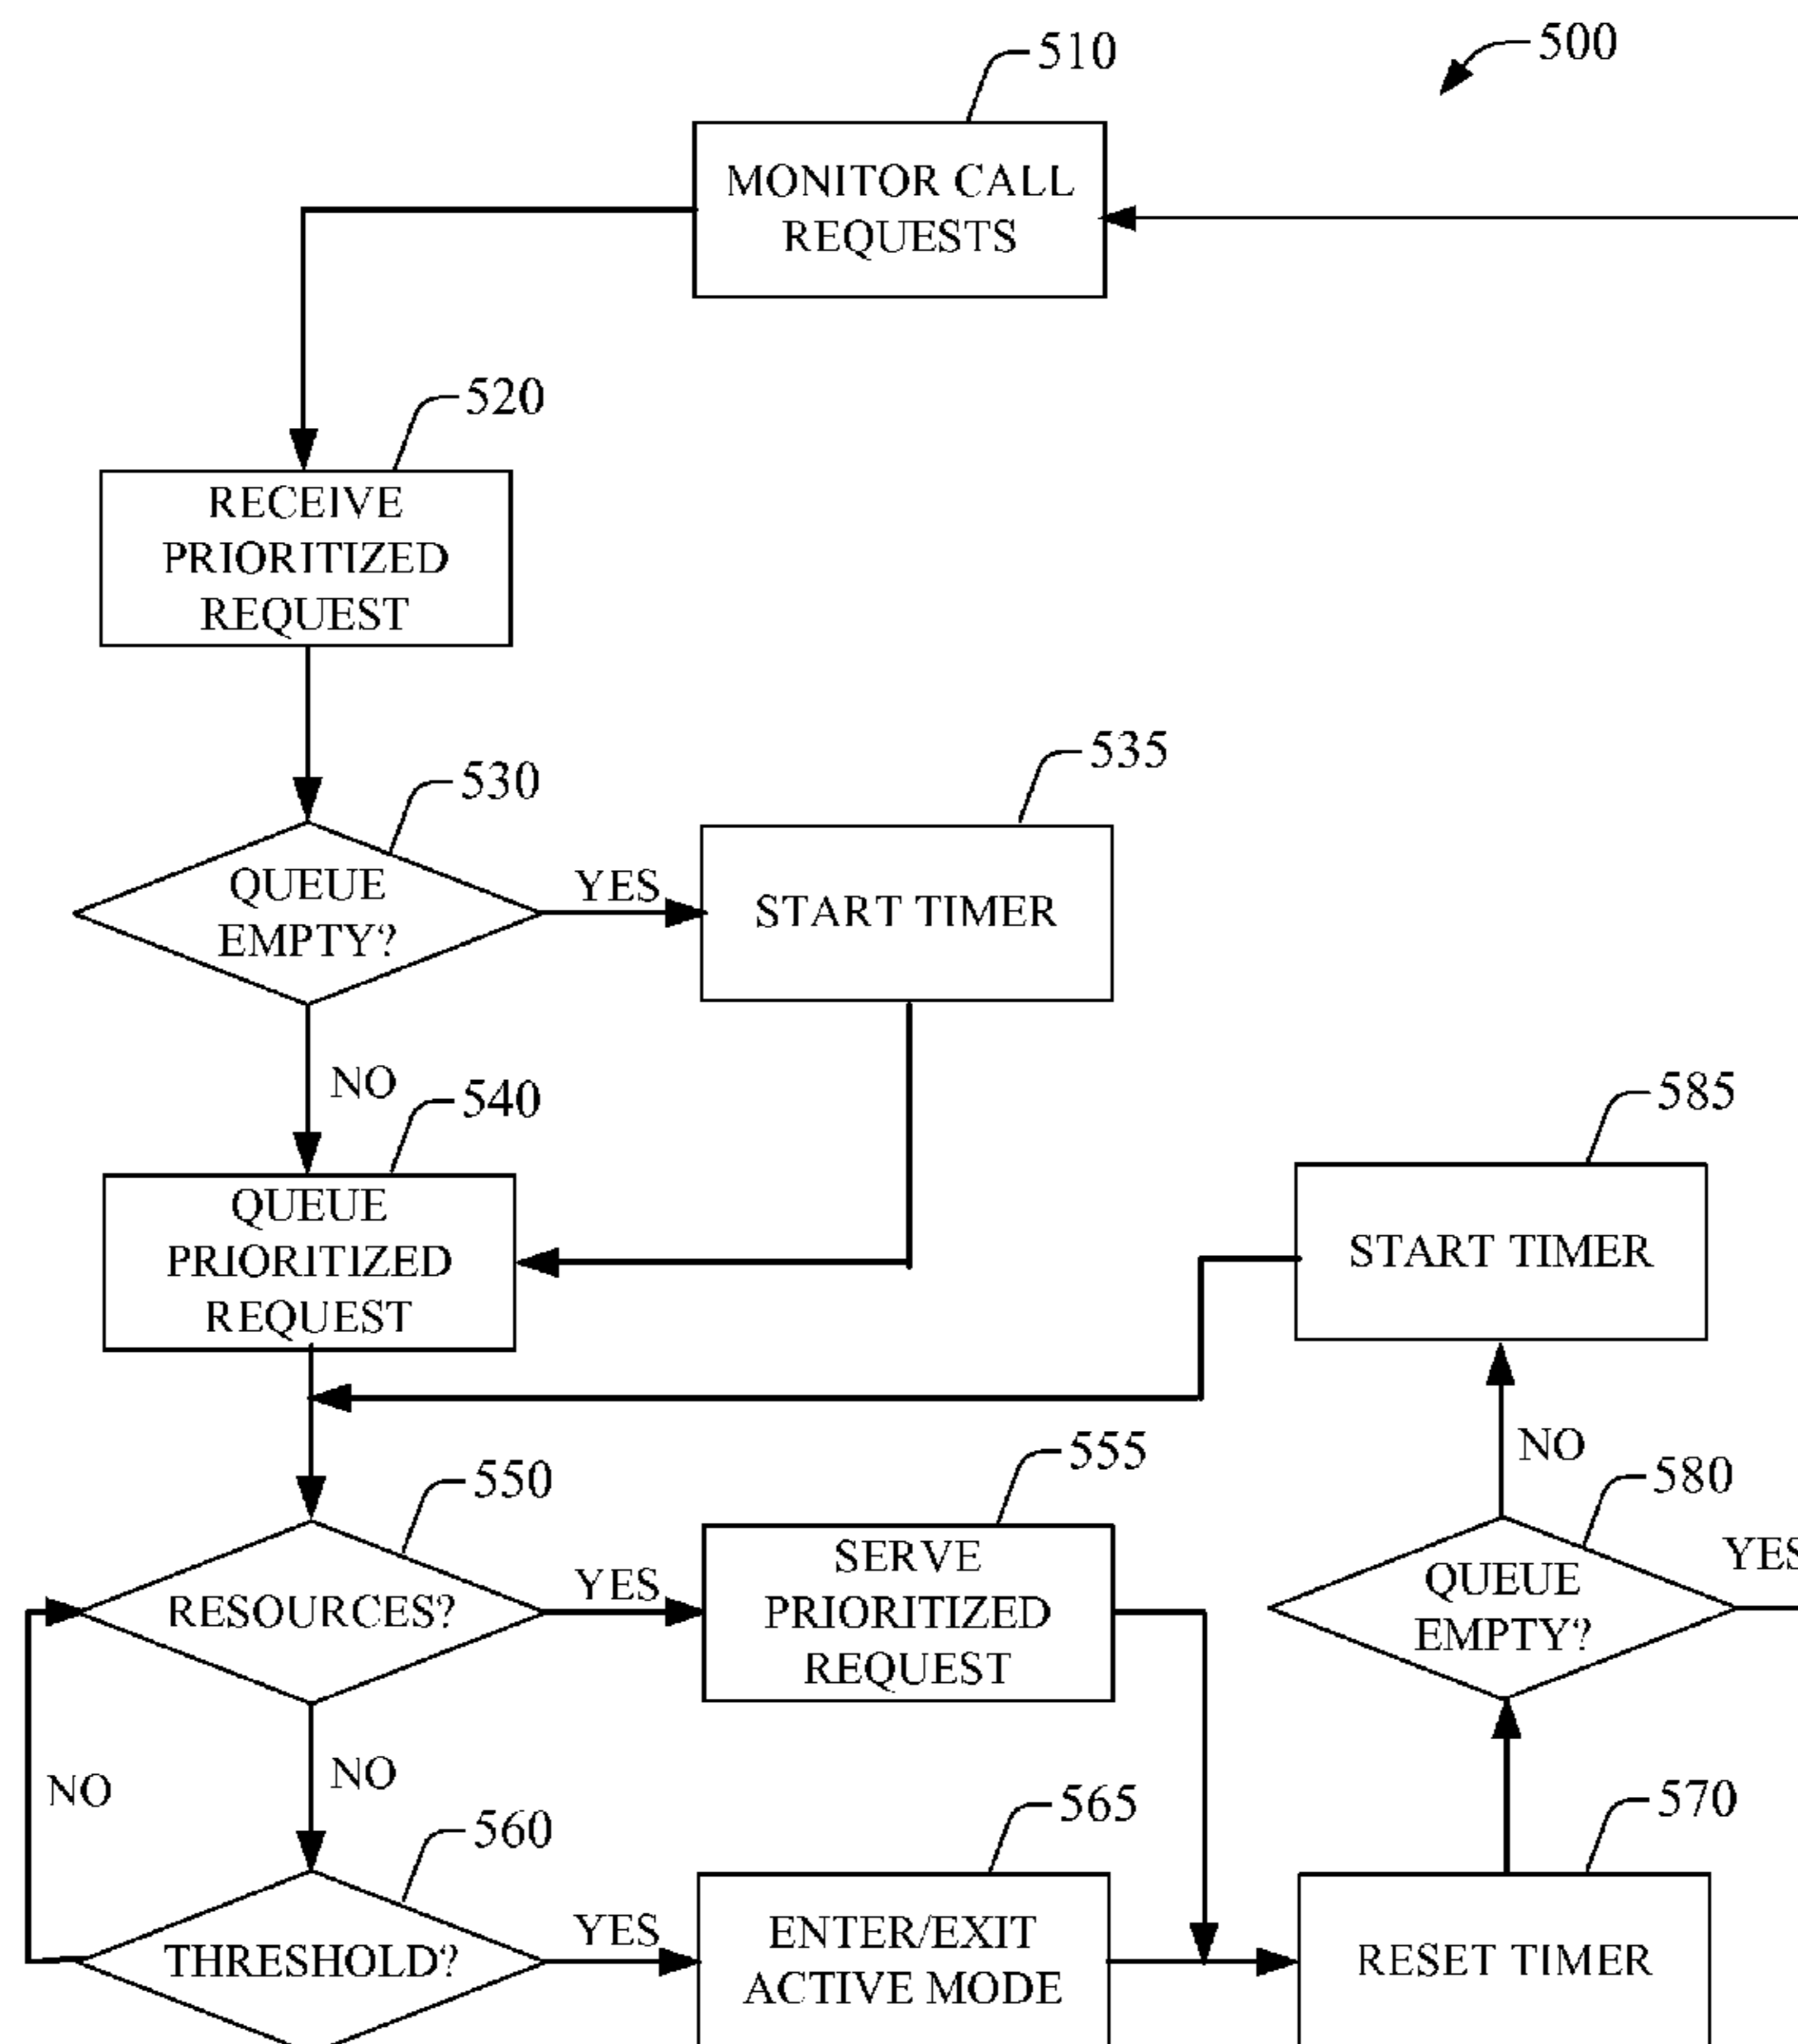 510
500
MONITOR CALL
REQUESTS
520
RECEIVE
PRIORITIZED
REQUEST
530
535
QUEUE
EMPTY?
YES
START TIMER
NO
540
QUEUE
PRIORITIZED
REQUEST
585
START TIMER
NO
550
555
580
RESOURCES?
YES
SERVE
PRIORITIZED
REQUEST
QUEUE
EMPTY?
YES
NO
NO
560
565
570
THRESHOLD?
YES
ENTER/EXIT
ACTIVE MODE
RESET TIMER